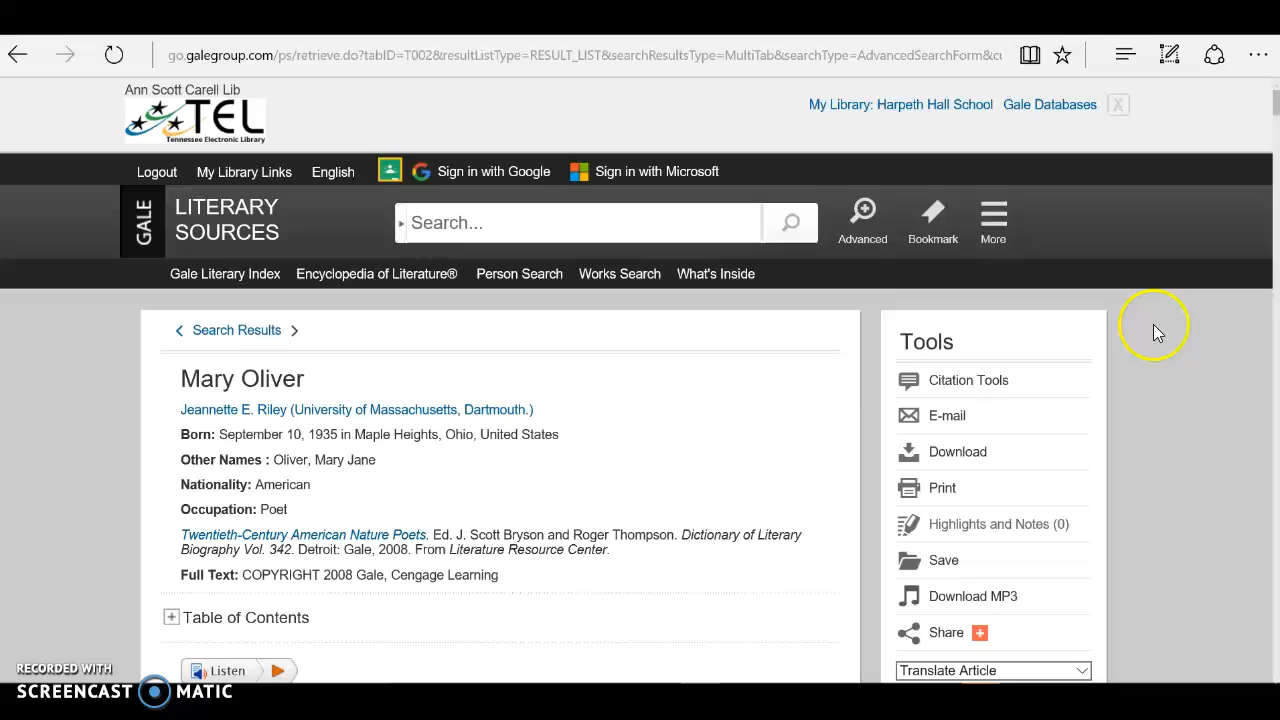 go.galegroup.com/ps/retrieve.do?tabID=T002&resultListType=RESULT_LIST&searchResultsType=MultiTab&searchType=AdvancedSearchForm&cu
Ann Scott Carell Lib
TEL
Tennessee Electronic Library
My Library: Harpeth Hall School Gale Databases X
Logout My Library Links English Sign in with Google Sign in with Microsoft
GALE
LITERARY
SOURCES
Search...
Advanced Bookmark More
Gale Literary Index Encyclopedia of Literature® Person Search Works Search What's Inside
Search Results
Mary Oliver
Jeannette E. Riley (University of Massachusetts, Dartmouth.)
Born: September 10, 1935 in Maple Heights, Ohio, United States
Other Names : Oliver, Mary Jane
Nationality: American
Occupation: Poet
Twentieth-Century American Nature Poets. Ed. J. Scott Bryson and Roger Thompson. Dictionary of Literary
Biography Vol. 342. Detroit: Gale, 2008. From Literature Resource Center.
Full Text: COPYRIGHT 2008 Gale, Cengage Learning
Table of Contents
Listen
Tools
Citation Tools
E-mail
Download
Print
Highlights and Notes (0)
Save
Download MP3
Share
Translate Article
RECORDED WITH
SCREENCAST MATIC